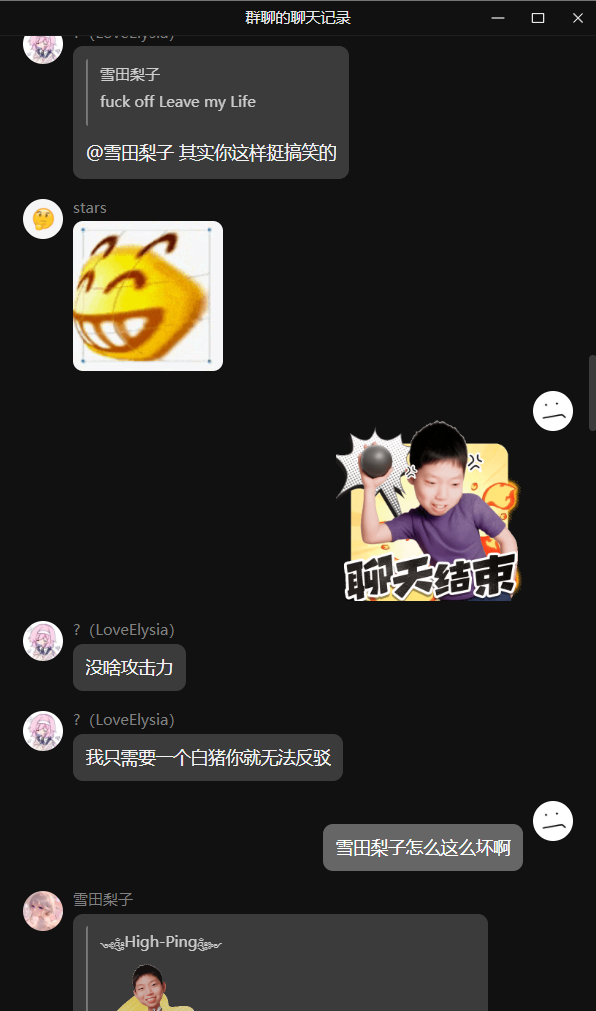 群聊的聊天记录
? (LoveElysia)
雪田梨子
fuck off Leave my Life
@雪田梨子 其实你这样挺搞笑的
stars
聊天结束
? (LoveElysia)
没啥攻击力
? (LoveElysia)
我只需要一个白猪你就无法反驳
雪田梨子怎么这么坏啊
雪田梨子
High-Ping